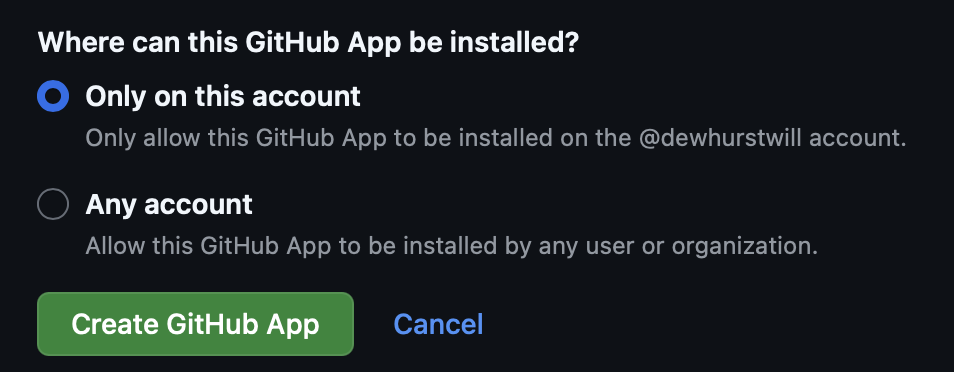 Where can this GitHub App be installed?
Only on this account
Only allow this GitHub App to be installed on the @dewhurstwill account.
Any account
Allow this GitHub App to be installed by any user or organization.
Create GitHub App Cancel